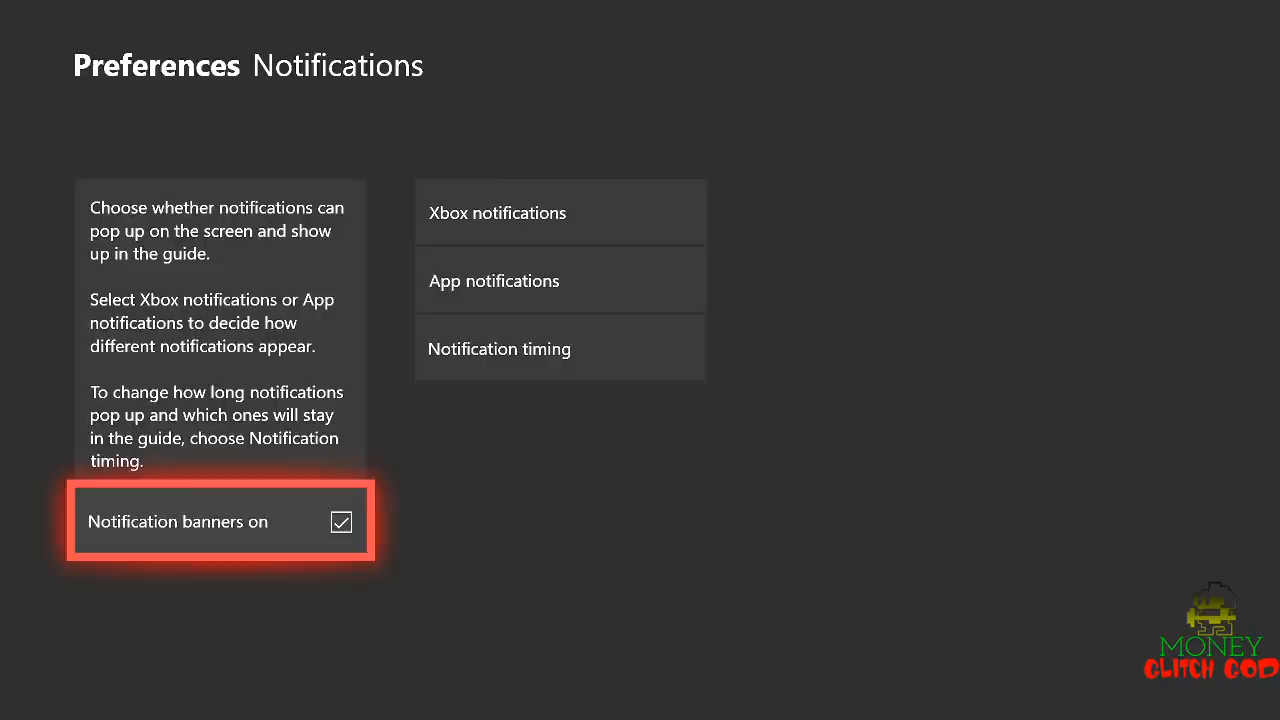 Preferences Notifications
Choose whether notifications can
pop up on the screen and show
up in the guide.
Select Xbox notifications or App
notifications to decide how
different notifications appear.
To change how long notifications
pop up and which ones will stay
in the guide, choose Notification
timing.
Notification banners on
Xbox notifications
App notifications
Notification timing
MONEY
GLITCH GOD